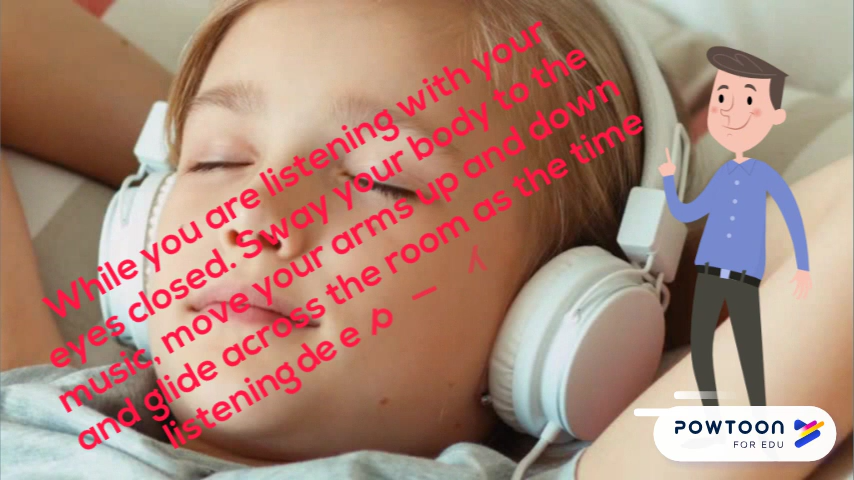 While you are listening with your
eyes closed. Sway your body to the
music, move your arms up and down
and glide across the room as the time
listening dee p
POWTOON
FOR EDU